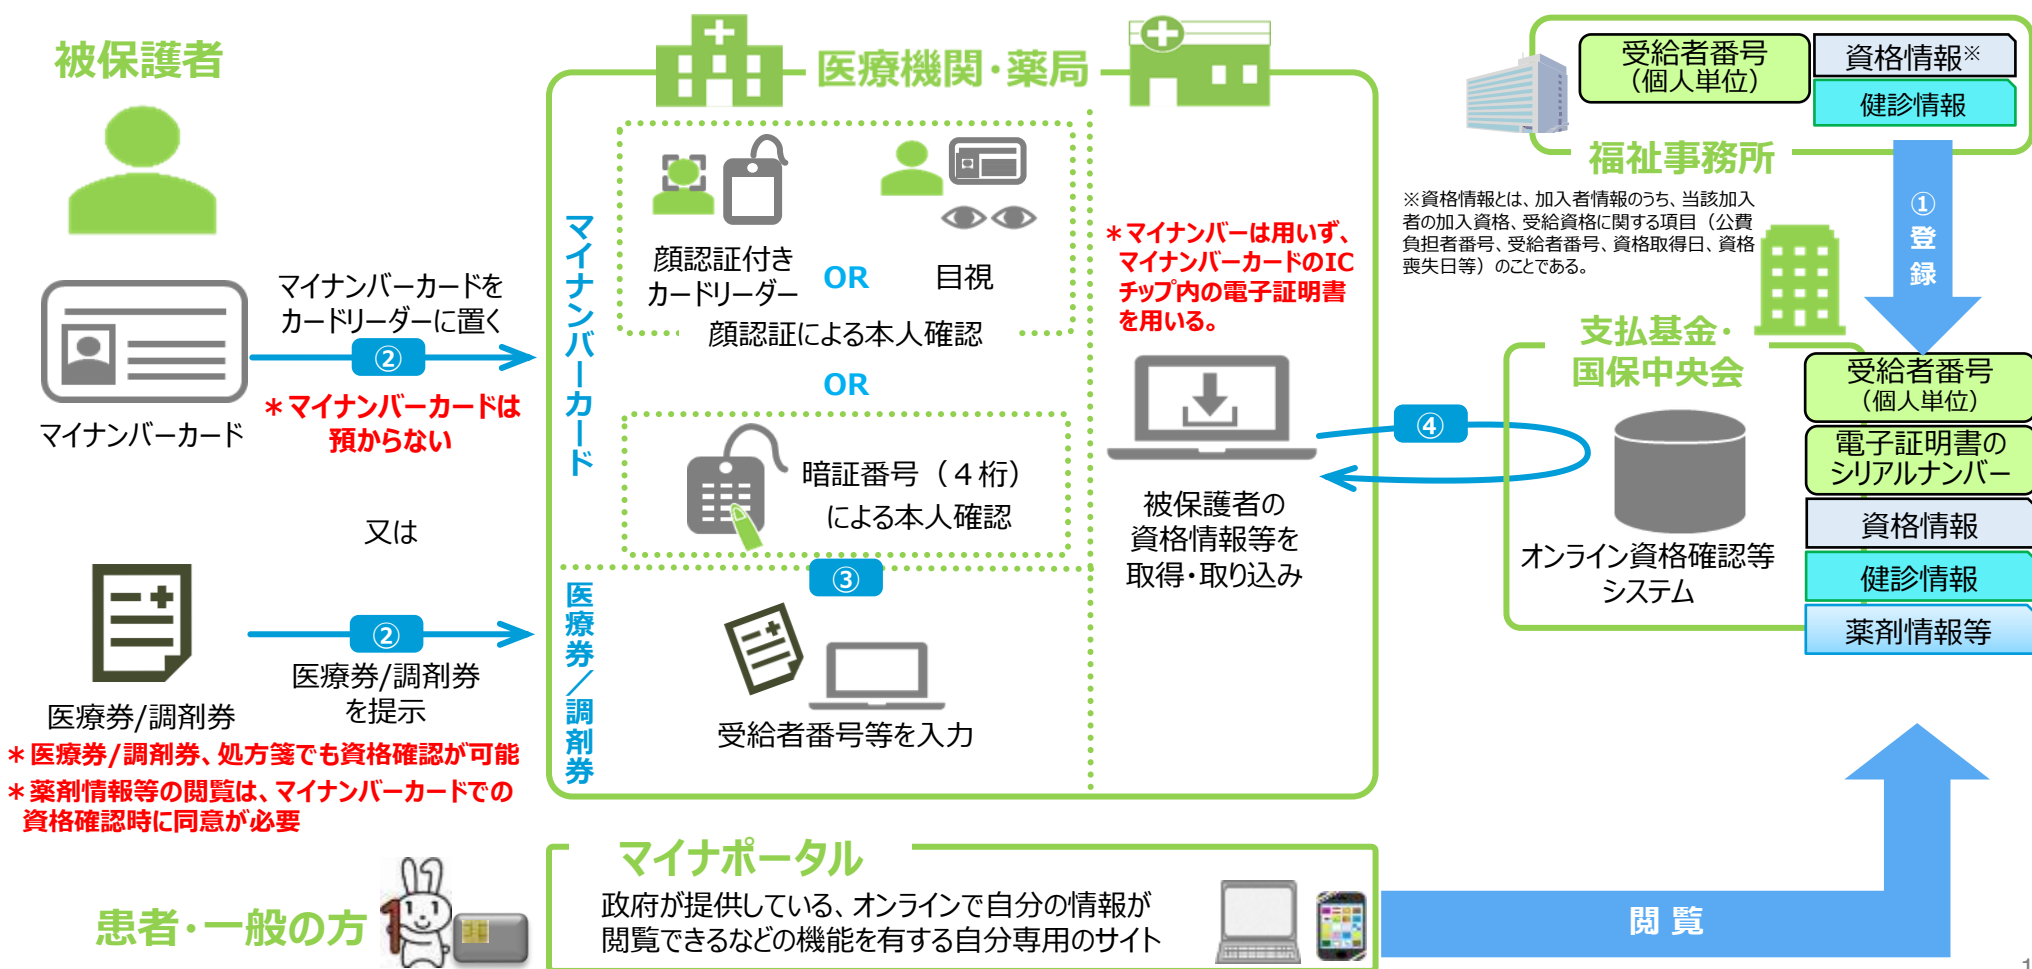 被保護者
マイナンバーカード
マイナンバーカードを
カードリーダーに置く
②
＊マイナンバーカードは
預からない
又は
医療券/調剤券
②
医療券/調剤券
を提示
＊医療券/調剤券、処方箋でも資格確認が可能
＊薬剤情報等の閲覧は、マイナンバーカードでの
資格確認時に同意が必要
医療機関・薬局
マイナンバーカード
顔認証付き
カードリーダー
OR
目視
顔認証による本人確認
OR
暗証番号（４桁）
による本人確認
③
医療券／調剤券
受給者番号等を入力
＊マイナンバーは用いず、
マイナンバーカードのIC
チップ内の電子証明書
を用いる。
被保護者の
資格情報等を
取得・取り込み
④
受給者番号
（個人単位）
資格情報※
健診情報
福祉事務所
※資格情報とは、加入者情報のうち、当該加入
者の加入資格、受給資格に関する項目（公費
負担者番号、受給者番号、資格取得日、資格
喪失日等）のことである。
①
登
録
支払基金・
国保中央会
オンライン資格確認等
システム
受給者番号
（個人単位）
電子証明書の
シリアルナンバー
資格情報
健診情報
薬剤情報等
患者・一般の方
マイナポータル
政府が提供している、オンラインで自分の情報が
閲覧できるなどの機能を有する自分専用のサイト
閲覧
1